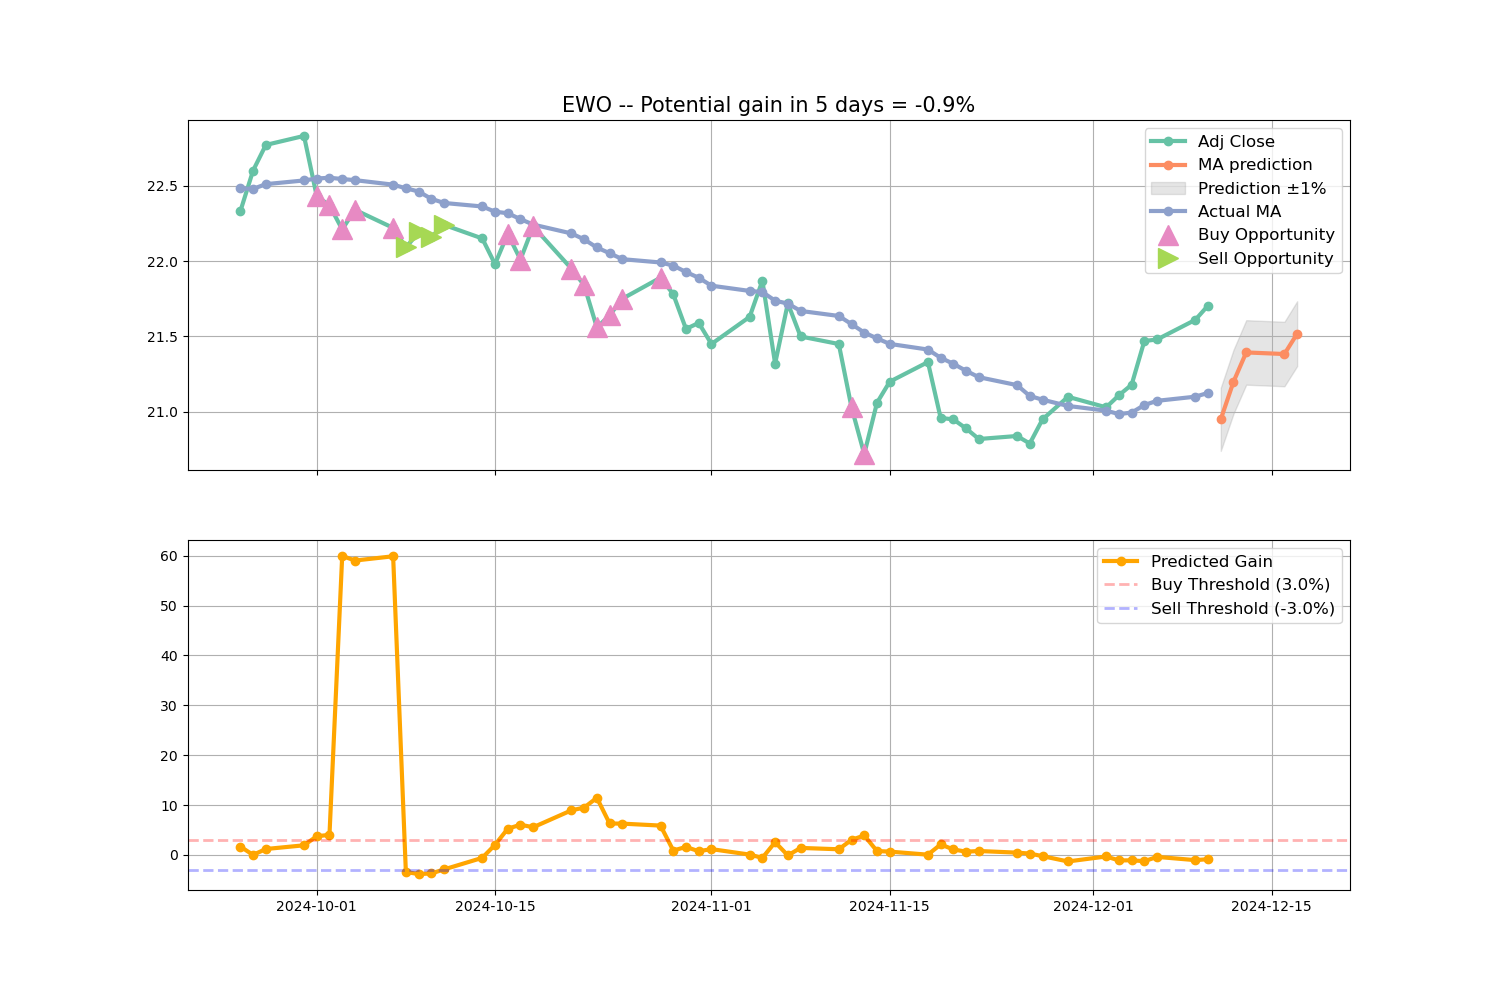 EWO -- Potential gain in 5 days = -0.9%
Adj Close
MA prediction
Prediction ±1%
Actual MA
Buy Opportunity
Sell Opportunity
22.5
22.0
21.5
21.0
Predicted Gain
Buy Threshold (3.0%)
Sell Threshold (-3.0%)
60
50
40
30
20
10
0
2024-10-01
2024-10-15
2024-11-01
2024-11-15
2024-12-01
2024-12-15